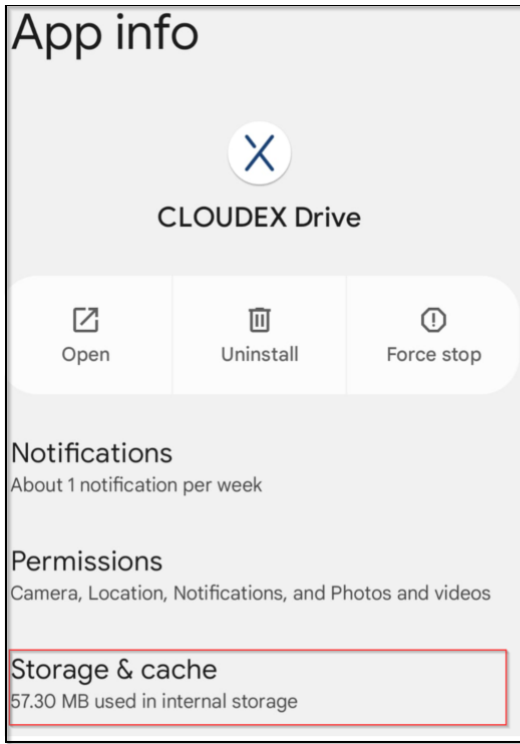 App info
CLOUDEX Drive
Open
Uninstall
Force stop
Notifications
About 1 notification per week
Permissions
Camera, Location, Notifications, and Photos and videos
Storage & cache
57.30 MB used in internal storage